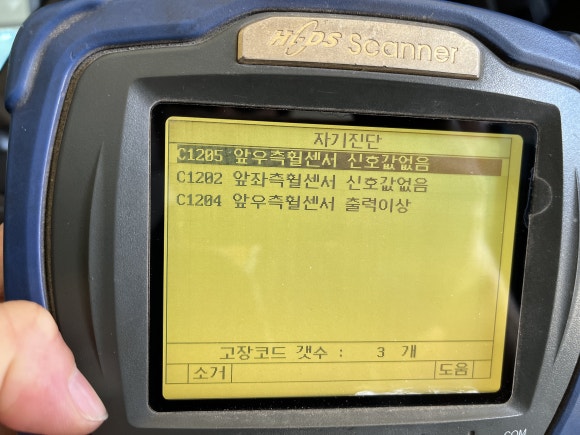 HiDS Scanner
자기진단
C1205 앞우측휠센서 신호값없음
C1202 앞좌측휠센서 신호값없음
C1204 앞우측휠센서 출력이상
고장코드 갯수 : 3 개
소거 도움
COM